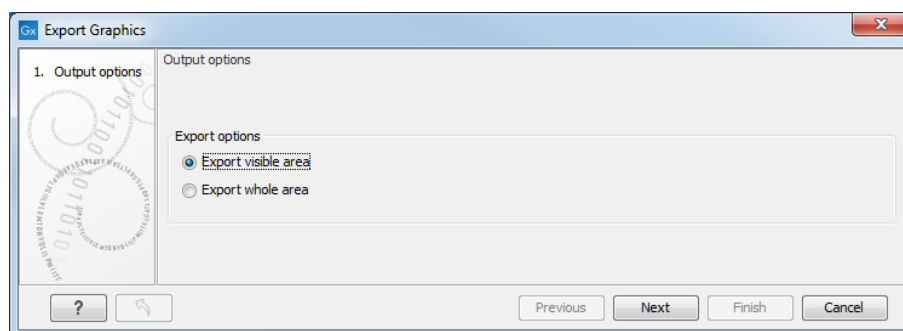 Gx Export Graphics
1. Output options
Output options
Export options
Export visible area
Export whole area
?
Previous
Next
Finish
Cancel